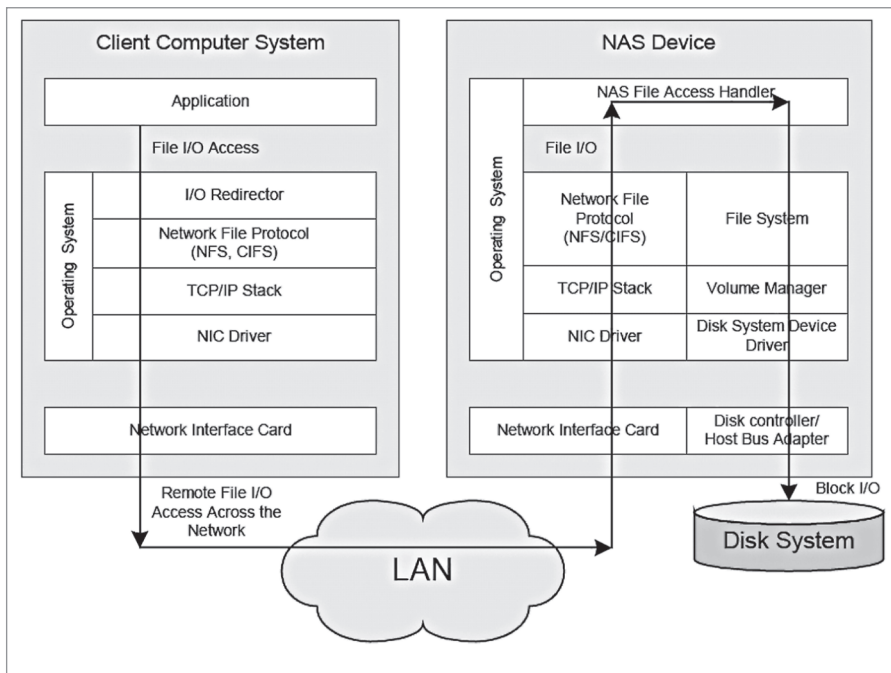 Client Computer System
Application
File I/O Access
Operating System
I/O Redirector
Network File Protocol
(NFS, CIFS)
TCP/IP Stack
NIC Driver
Network Interface Card
Remote File I/O
Access Across the
Network
LAN
NAS Device
NAS File Access Handler
File I/O
Operating System
Network File
Protocol
(NFS/CIFS)
File System
TCP/IP Stack
Volume Manager
NIC Driver
Disk System Device
Driver
Network Interface Card
Disk controller/
Host Bus Adapter
Block I/O
Disk System